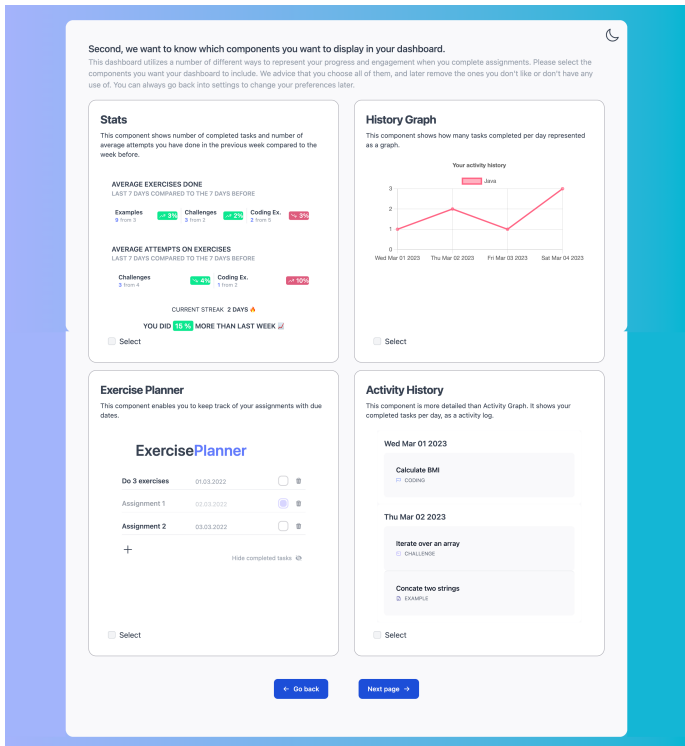 Second, we want to know which components you want to display in your dashboard.
This dashboard utilizes a number of different ways to represent your progress and engagement when you complete assignments. Please select the
components you want your dashboard to include. We advice that you choose all of them, and later remove the ones you don't like or don't have any
use of. You can always go back into settings to change your preferences later.
Stats
This component shows number of completed tasks and number of
average attempts you have done in the previous week compared to the
week before.
AVERAGE EXERCISES DONE
LAST 7 DAYS COMPARED TO THE 7 DAYS BEFORE
Examples 3% Challenges 2% Coding Ex. 3%
8 from 3 3 from 2 2 from 5
AVERAGE ATTEMPTS ON EXERCISES
LAST 7 DAYS COMPARED TO THE 7 DAYS BEFORE
Challenges 4% Coding Ex. 10%
3 from 4 1 from 2
CURRENT STREAK 2 DAYS 🔥
YOU DID 15 % MORE THAN LAST WEEK 📈
Select
History Graph
This component shows how many tasks completed per day represented
as a graph.
Your activity history
Java
3
2
1
0
Wed Mar 01 2023 Thu Mar 02 2023 Fri Mar 03 2023 Sat Mar 04 2023
Select
Exercise Planner
This component enables you to keep track of your assignments with due
dates.
ExercisePlanner
Do 3 exercises 01.03.2022
Assignment 1 02.03.2022
Assignment 2 03.03.2022
+
Hide completed tasks
Select
Activity History
This component is more detailed than Activity Graph. It shows your
completed tasks per day, as a activity log.
Wed Mar 01 2023
Calculate BMI
CODING
Thu Mar 02 2023
Iterate over an array
CHALLENGE
Concate two strings
EXAMPLE
Select
← Go back
Next page →